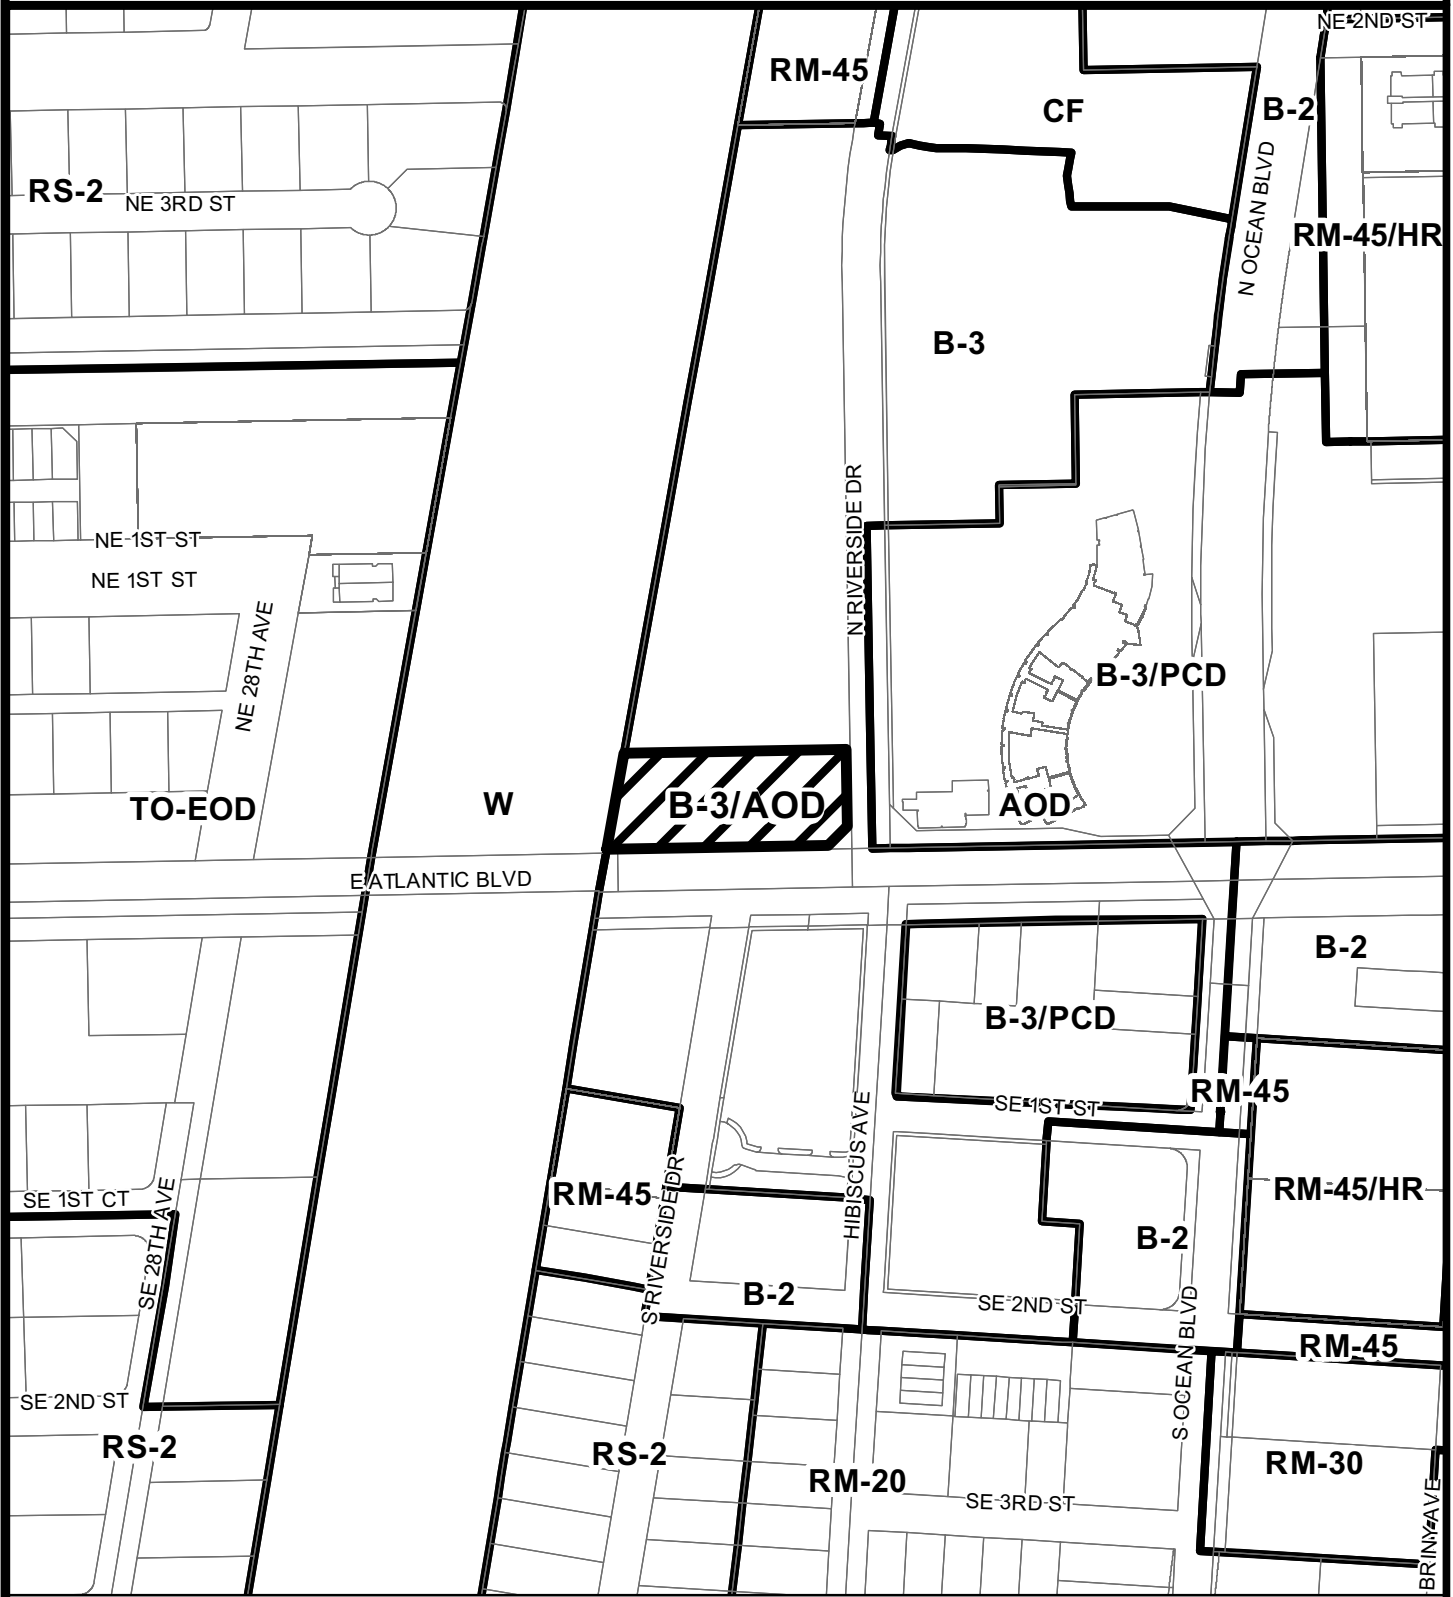 NE 2ND ST
RM-45
CF
B-2
RS-2
NE 3RD ST
N OCEAN BLVD
RM-45/HR
B-3
N RIVERSIDE DR
NE 1ST ST
NE 1ST ST
NE 28TH AVE
B-3/PCD
TO-EOD
W
B-3/AOD
AOD
E ATLANTIC BLVD
B-2
B-3/PCD
RM-45
SE 1ST ST
HIBISCUS AVE
SE 1ST CT
SE 28TH AVE
RM-45
S RIVERSIDE DR
RM-45/HR
B-2
B-2
SE 2ND ST
S OCEAN BLVD
RM-45
SE 2ND ST
RS-2
RS-2
RM-20
RM-30
SE 3RD ST
BRINY AVE